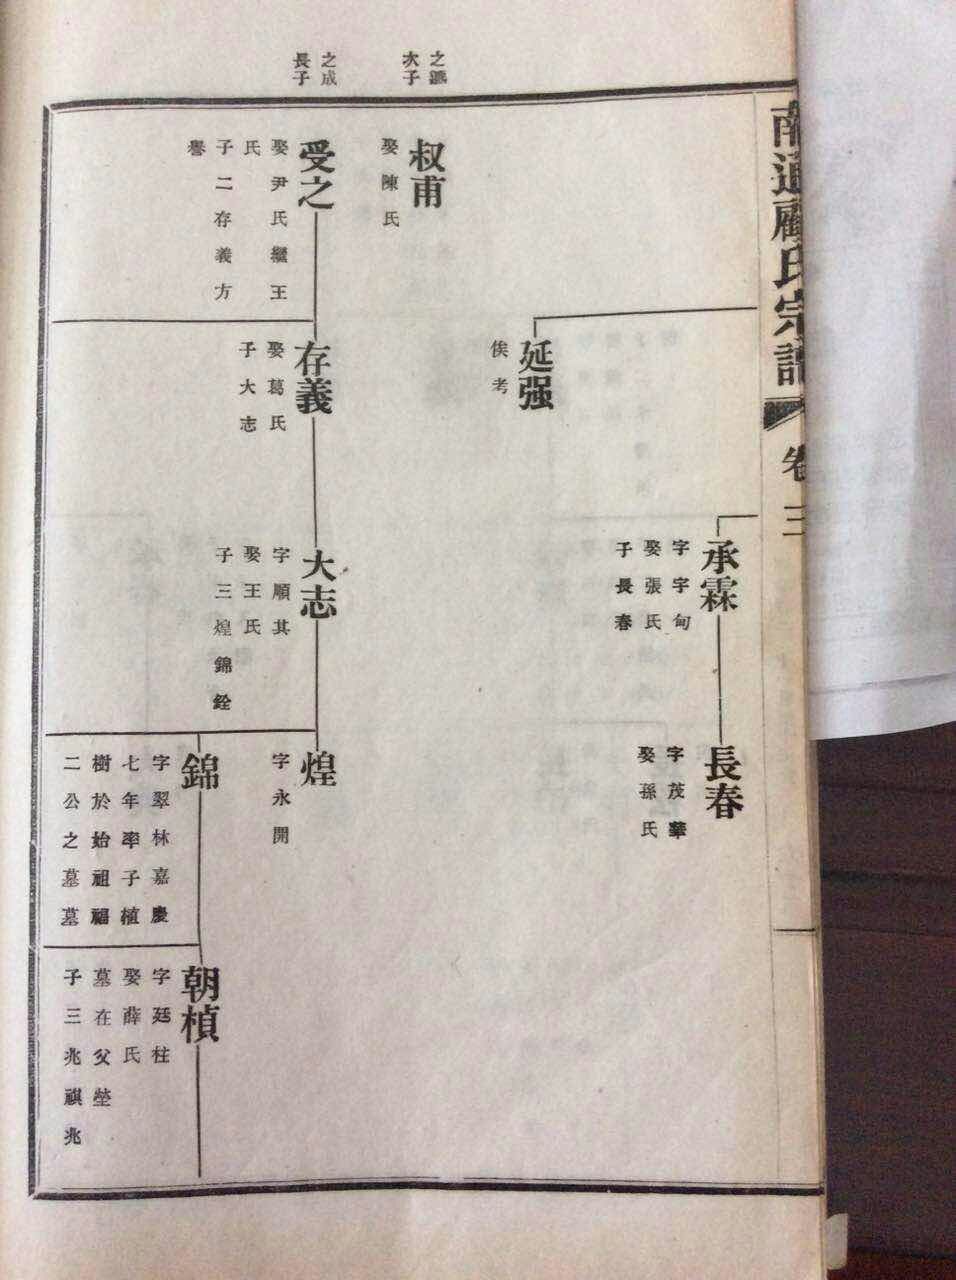 南通顧氏宗譜
卷三
之
次子
之成
長子
叔甫
娶陳氏
受之
娶尹氏繼王
氏
子二存義方
譽
延强
俟考
存義
娶葛氏
子大志
承霖
字字甸
娶張氏
子長春
大志
字順其
娶王氏
子三煌錦銓
長春
字茂華
娶孫氏
煌
字永開
錦
字翠林嘉慶
七年率子植
樹於始祖福
二公之墓墓
朝楨
字廷柱
娶薛氏
墓在父塋
子三兆祺兆